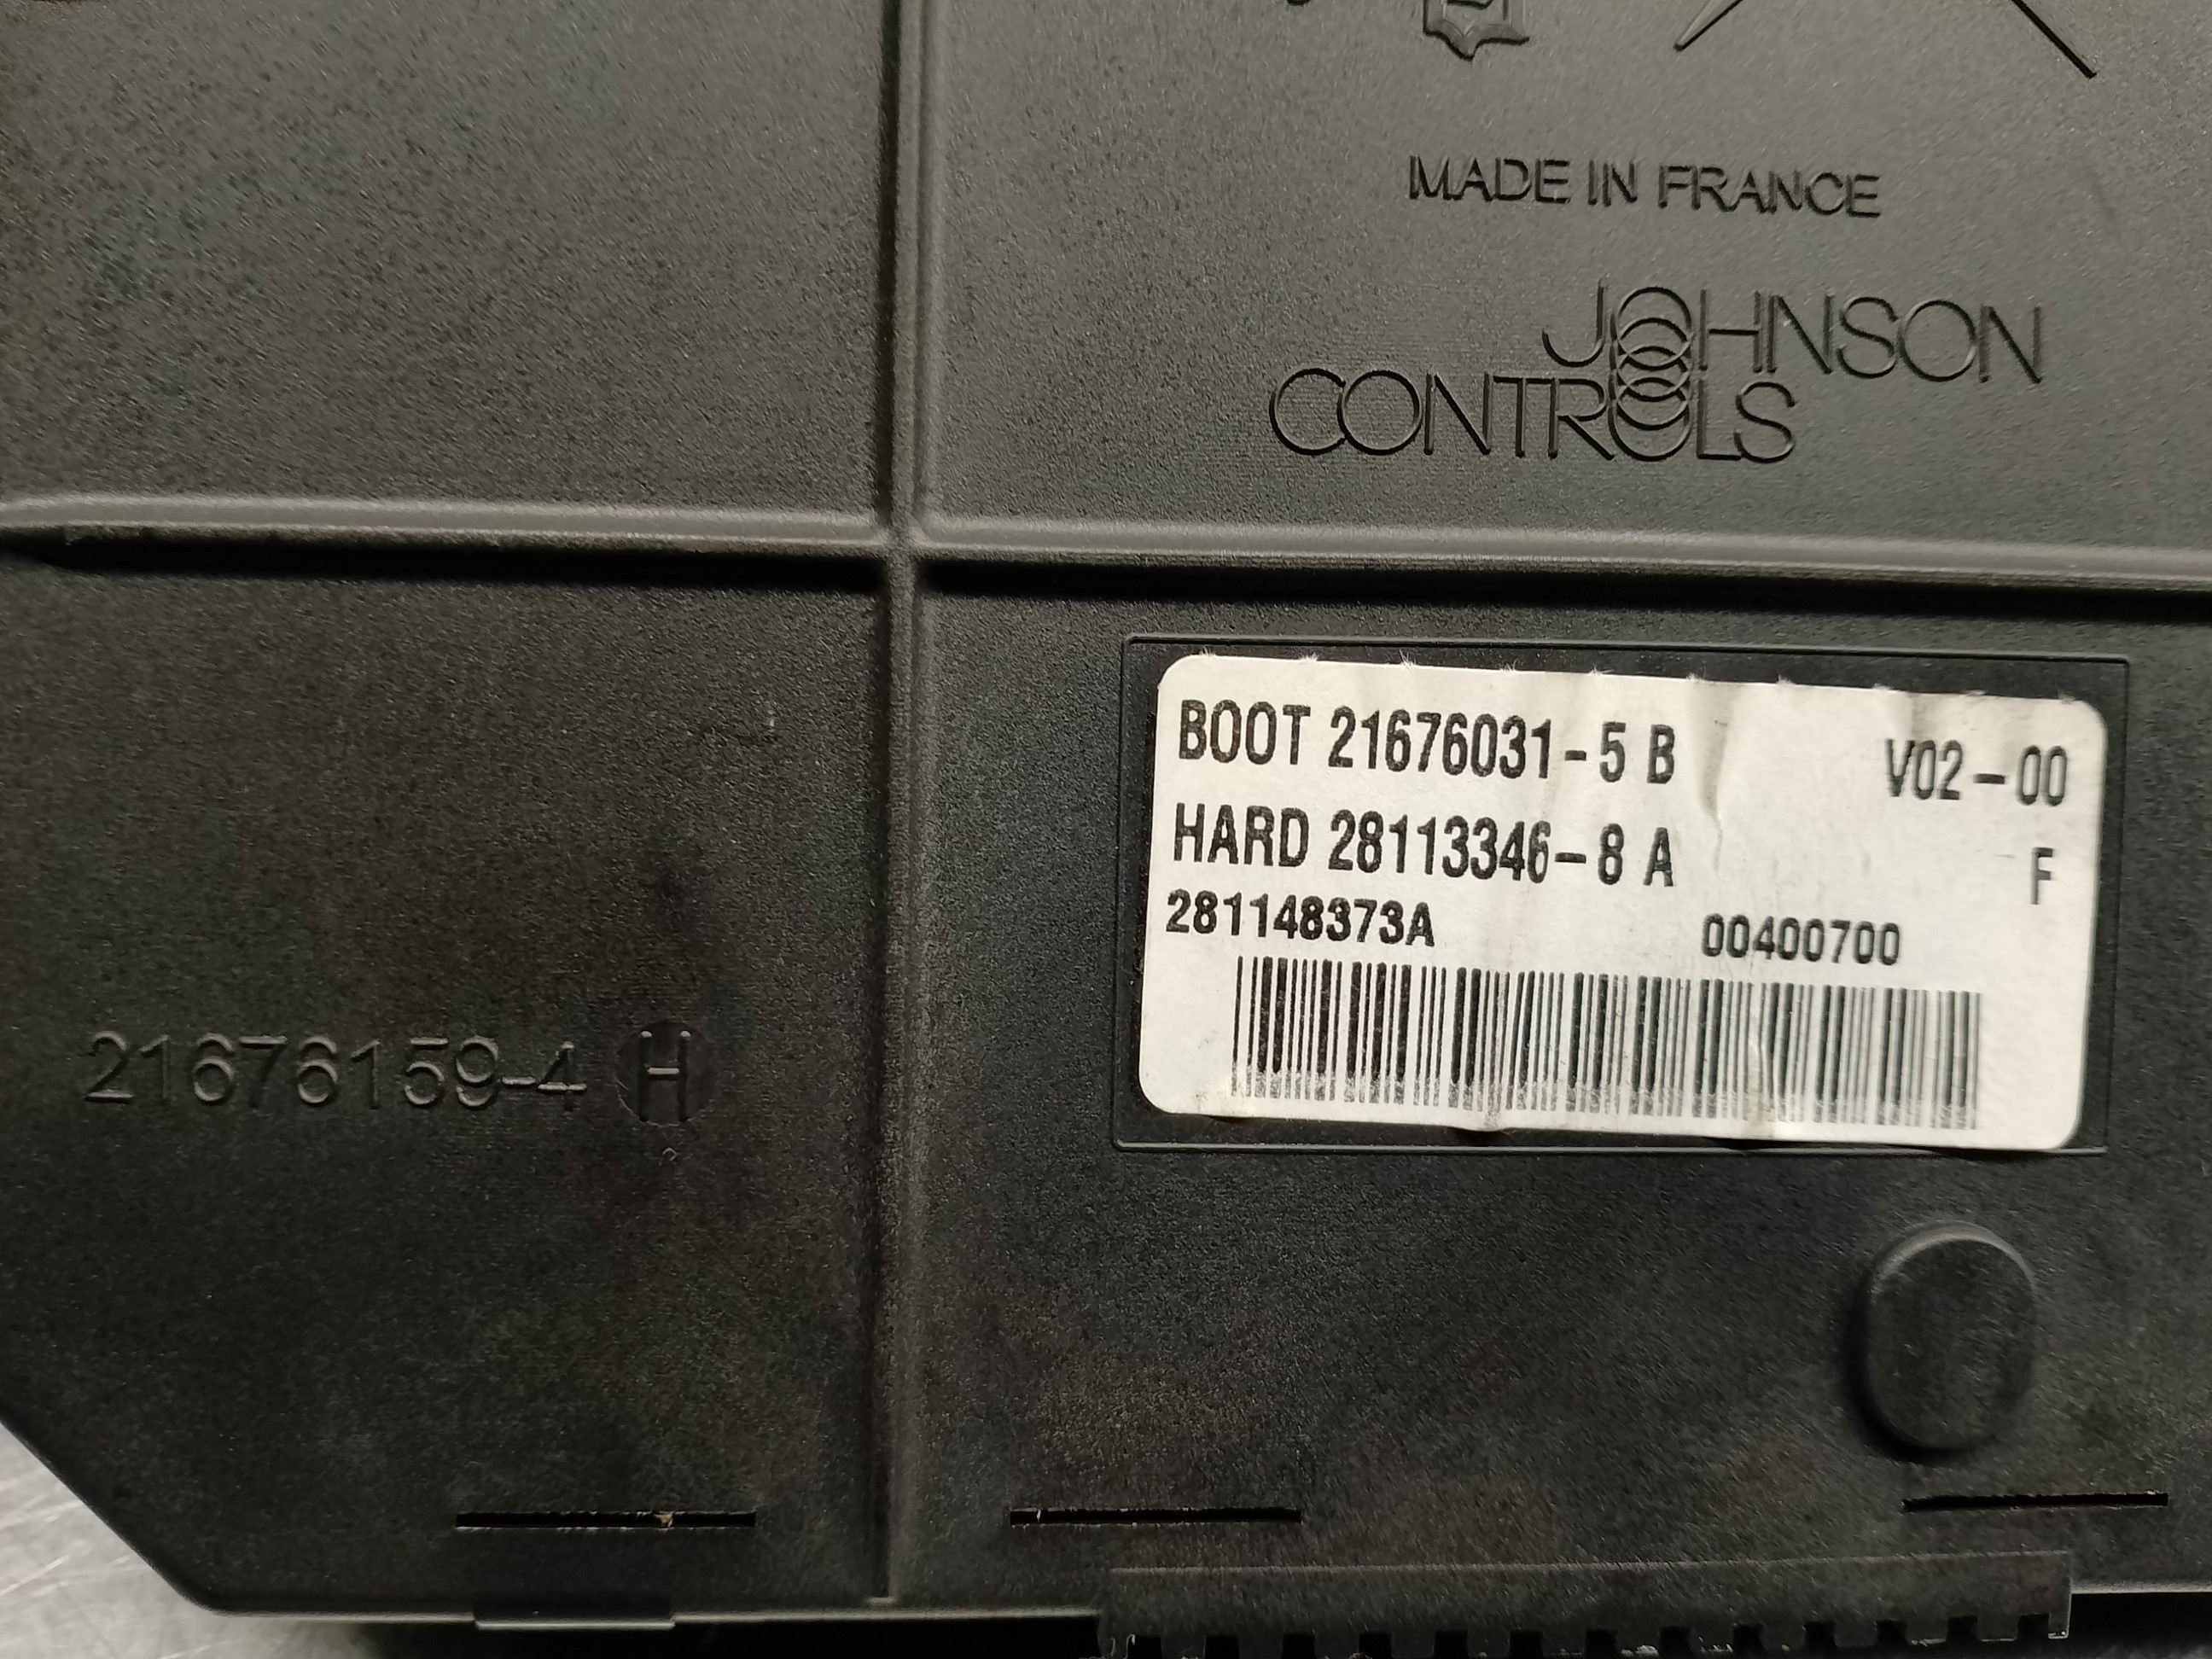 MADE IN FRANCE
JOHNSON
CONTROLS
BOOT 21676031-5 B V02-00
HARD 28113346-8 A F
281148373A 00400700
21676159-4 H